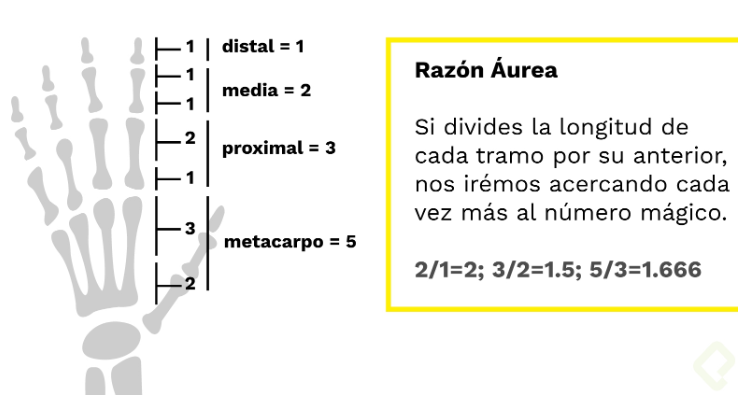 1
distal = 1
1
media = 2
1
2
proximal = 3
1
3
metacarpo = 5
2
Razón Áurea
Si divides la longitud de
cada tramo por su anterior,
nos irémos acercando cada
vez más al número mágico.
2/1=2; 3/2=1.5; 5/3=1.666